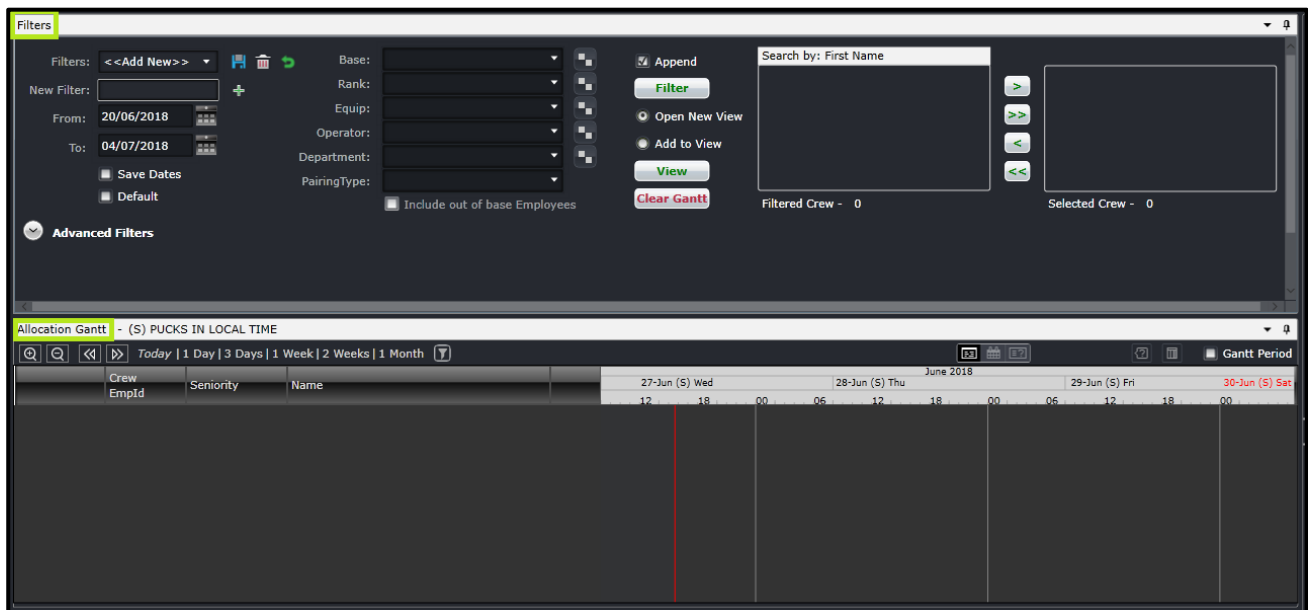 Filters
Filters: <<Add New>>
New Filter:
From: 20/06/2018
To: 04/07/2018
Save Dates
Default
Advanced Filters
Base:
Rank:
Equip:
Operator:
Department:
PairingType:
Include out of base Employees
Append
Filter
Open New View
Add to View
View
Clear Gantt
Search by: First Name
Filtered Crew - 0
>
>>
<
<<
Selected Crew - 0
Allocation Gantt - (S) PUCKS IN LOCAL TIME
Today | 1 Day | 3 Days | 1 Week | 2 Weeks | 1 Month
Gantt Period
Crew
EmpId
Seniority
Name
June 2018
27-Jun (S) Wed 28-Jun (S) Thu 29-Jun (S) Fri 30-Jun (S) Sat
12 18 00 06 12 18 00 06 12 18 00